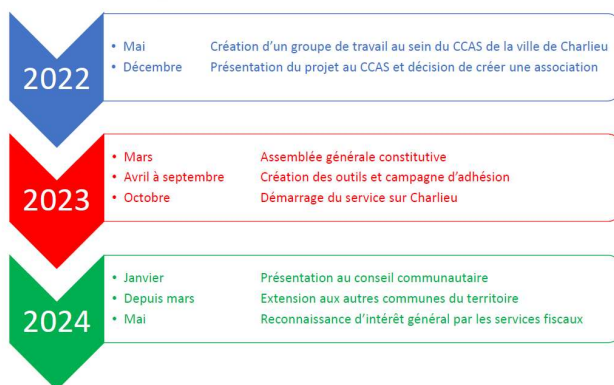 2022
• Mai Création d'un groupe de travail au sein du CCAS de la ville de Charlieu
• Décembre Présentation du projet au CCAS et décision de créer une association
2023
• Mars Assemblée générale constitutive
• Avril à septembre Création des outils et campagne d'adhésion
• Octobre Démarrage du service sur Charlieu
2024
• Janvier Présentation au conseil communautaire
• Depuis mars Extension aux autres communes du territoire
• Mai Reconnaissance d'intérêt général par les services fiscaux